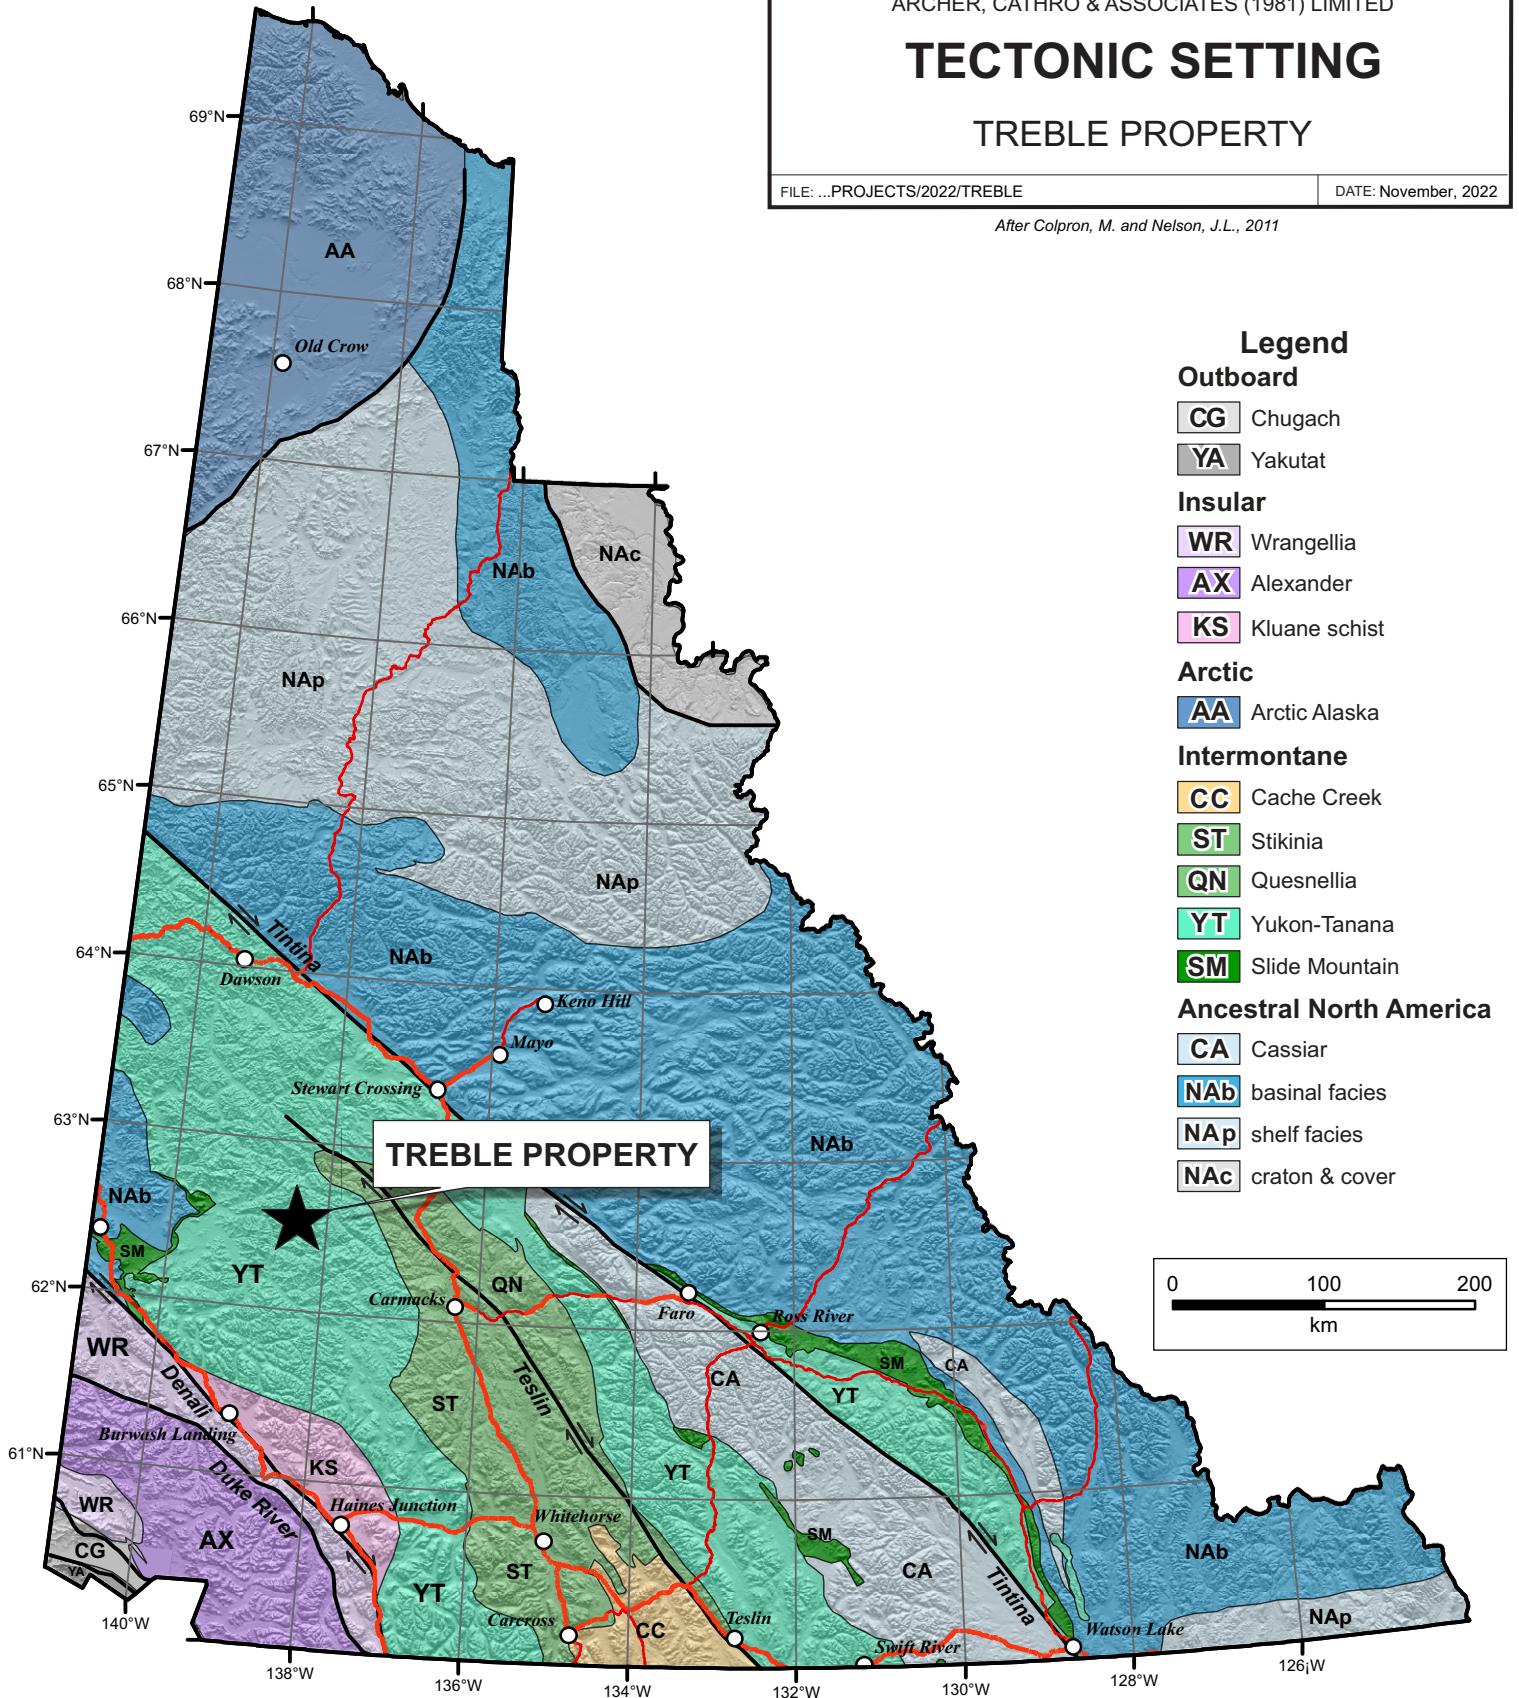 ARCHER, CATHRO & ASSOCIATES (1981) LIMITED
TECTONIC SETTING
TREBLE PROPERTY
FILE: ...PROJECTS/2022/TREBLE
DATE: November, 2022
After Colpron, M. and Nelson, J.L., 2011
69°N
68°N
67°N
66°N
65°N
64°N
63°N
62°N
61°N
AA
Old Crow
NAc
NAb
NAp
NAp
Tintina
NAb
Dawson
Keno Hill
Mayo
Stewart Crossing
NAb
TREBLE PROPERTY
NAb
SM
YT
QN
Carmacks
Faro
Ross River
WR
SM
CA
Denali
Teslin
CA
YT
ST
Burwash Landing
KS
YT
Duke River
WR
Haines Junction
Whitehorse
AX
SM
CG
YA
ST
CA
NAb
YT
Tintina
Carcross
CC
Teslin
Swift River
Watson Lake
NAp
140°W
138°W
136°W
134°W
132°W
130°W
128°W
126¡W
Legend
Outboard
CG Chugach
YA Yakutat
Insular
WR Wrangellia
AX Alexander
KS Kluane schist
Arctic
AA Arctic Alaska
Intermontane
CC Cache Creek
ST Stikinia
QN Quesnellia
YT Yukon-Tanana
SM Slide Mountain
Ancestral North America
CA Cassiar
NAb basinal facies
NAp shelf facies
NAc craton & cover
0 100 200
km